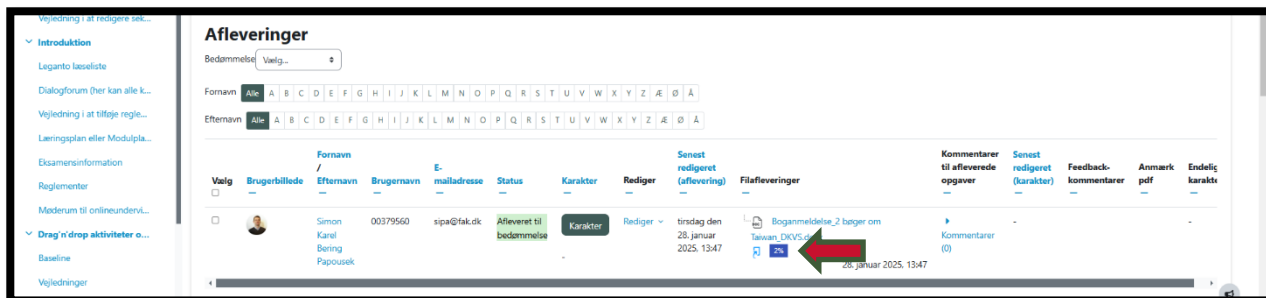 Vejledning i at redigere sek...
Introduktion
Leganto læseliste
Dialogforum (her kan alle k...
Vejledning i at tilføje regle...
Læringsplan eller Modulpla...
Eksamensinformation
Reglementer
Møderum til onlineundervi...
Drag'n'drop aktiviteter o...
Baseline
Vejledninger
Afleveringer
Bedømmelse Vælg...
Fornavn Alle A B C D E F G H I J K L M N O P Q R S T U V W X Y Z Æ Ø Å
Efternavn Alle A B C D E F G H I J K L M N O P Q R S T U V W X Y Z Æ Ø Å
Vælg
Brugerbillede
Fornavn
/
Efternavn
Brugernavn
E-
mailadresse
Status
Karakter
Rediger
Senest
redigeret
(aflevering)
Filafleveringer
Kommentarer
til afleverede
opgaver
Senest
redigeret
(karakter)
Feedback-
kommentarer
Anmærk
pdf
Endelig
karakte
Simon
Karel
Bering
Papousek
00379560
sipa@fak.dk
Afleveret til
bedømmelse
Karakter
-
Rediger
tirsdag den
28. januar
2025, 13:47
Boganmeldelse_2 bøger om
Taiwan_DKVS.d
2%
28. januar 2025, 13:47
Kommentarer
(0)
-
-